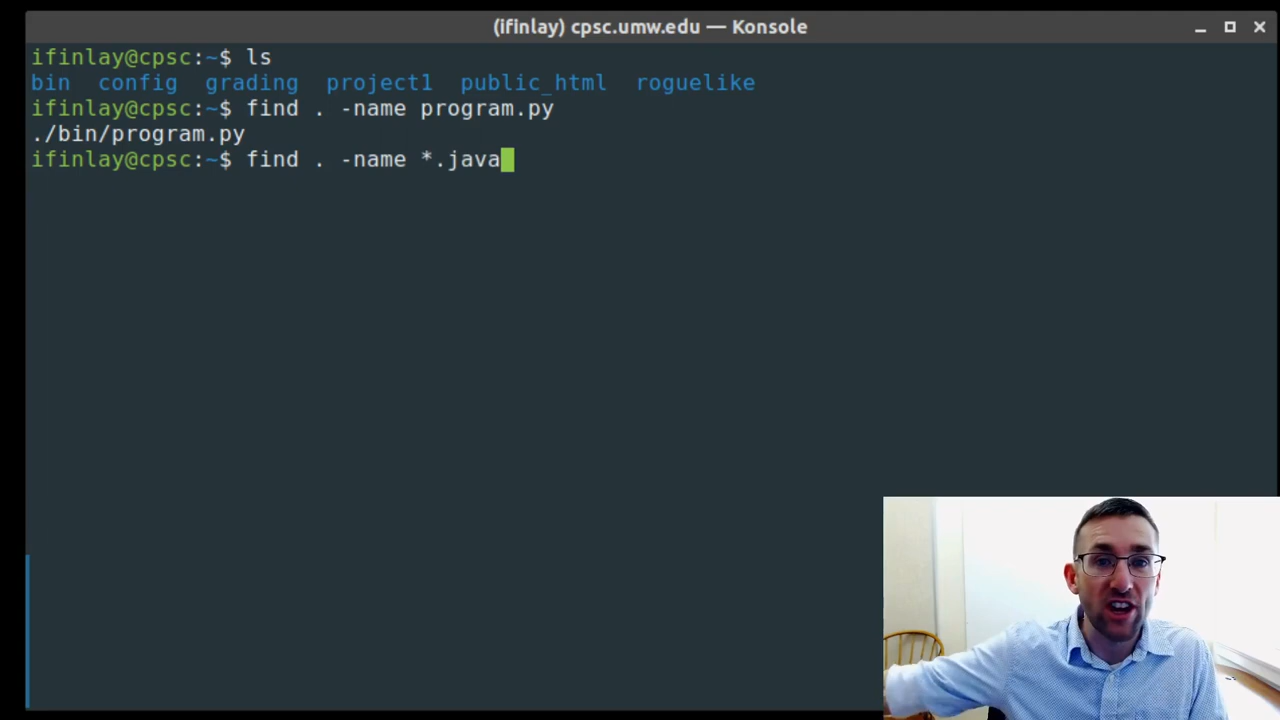 (ifinlay) cpsc.umw.edu — Konsole
ifinlay@cpsc:~$ ls
bin config grading project1 public_html roguelike
ifinlay@cpsc:~$ find . -name program.py
./bin/program.py
ifinlay@cpsc:~$ find . -name *.java